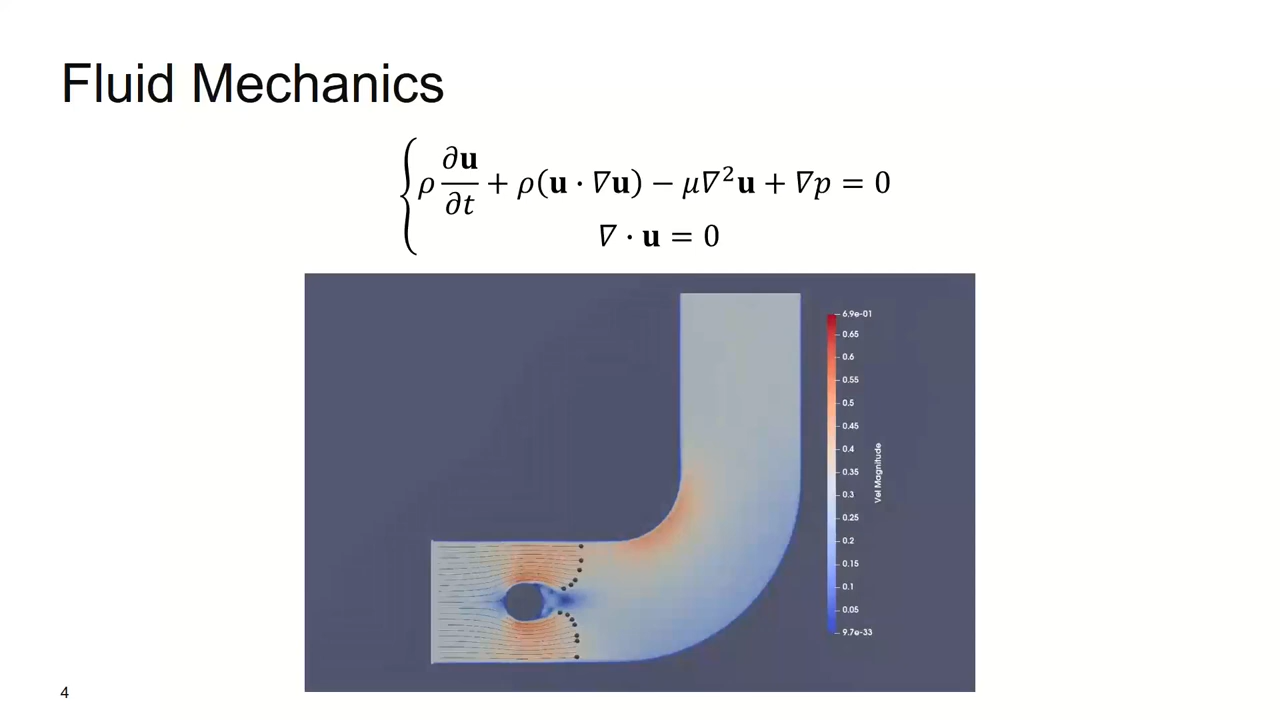 Fluid Mechanics
ρ ∂𝐮/∂t + ρ(𝐮 · ∇𝐮) − μ∇²𝐮 + ∇p = 0
∇ · 𝐮 = 0
6.9e-01
0.65
0.6
0.55
0.5
0.45
0.4
0.35
0.3
0.25
0.2
0.15
0.1
0.05
9.7e-33
Vel Magnitude
4